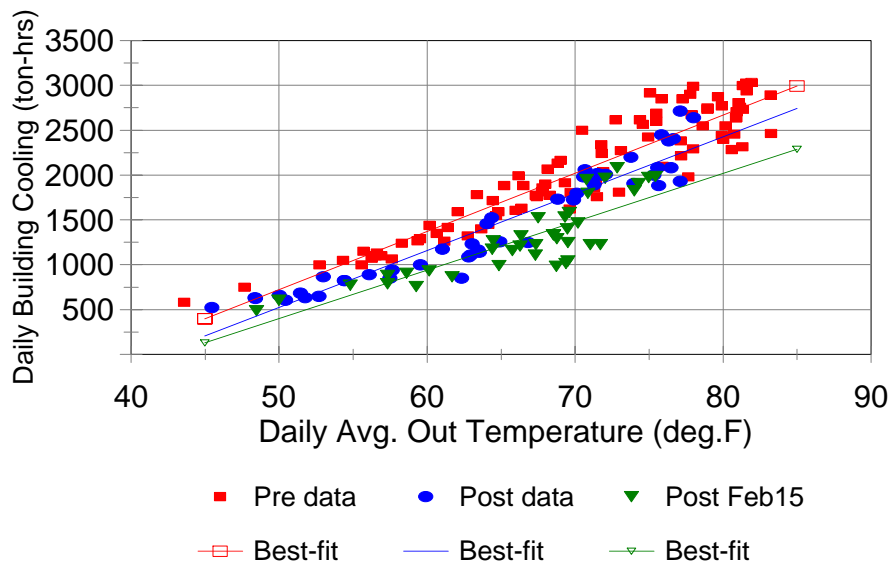 Daily Building Cooling (ton-hrs)
3500
3000
2500
2000
1500
1000
500
40 50 60 70 80 90
Daily Avg. Out Temperature (deg.F)
Pre data Post data Post Feb15
Best-fit Best-fit Best-fit